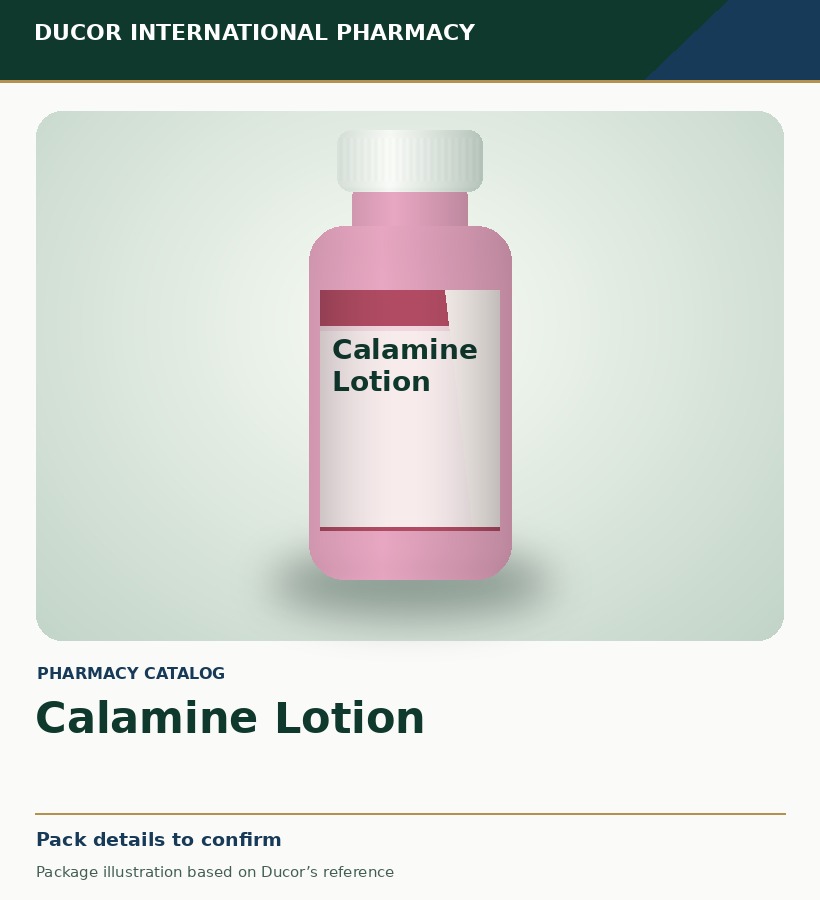 DUCOR INTERNATIONAL PHARMACY
Calamine
Lotion
PHARMACY CATALOG
Calamine Lotion
Pack details to confirm
Package illustration based on Ducor’s reference